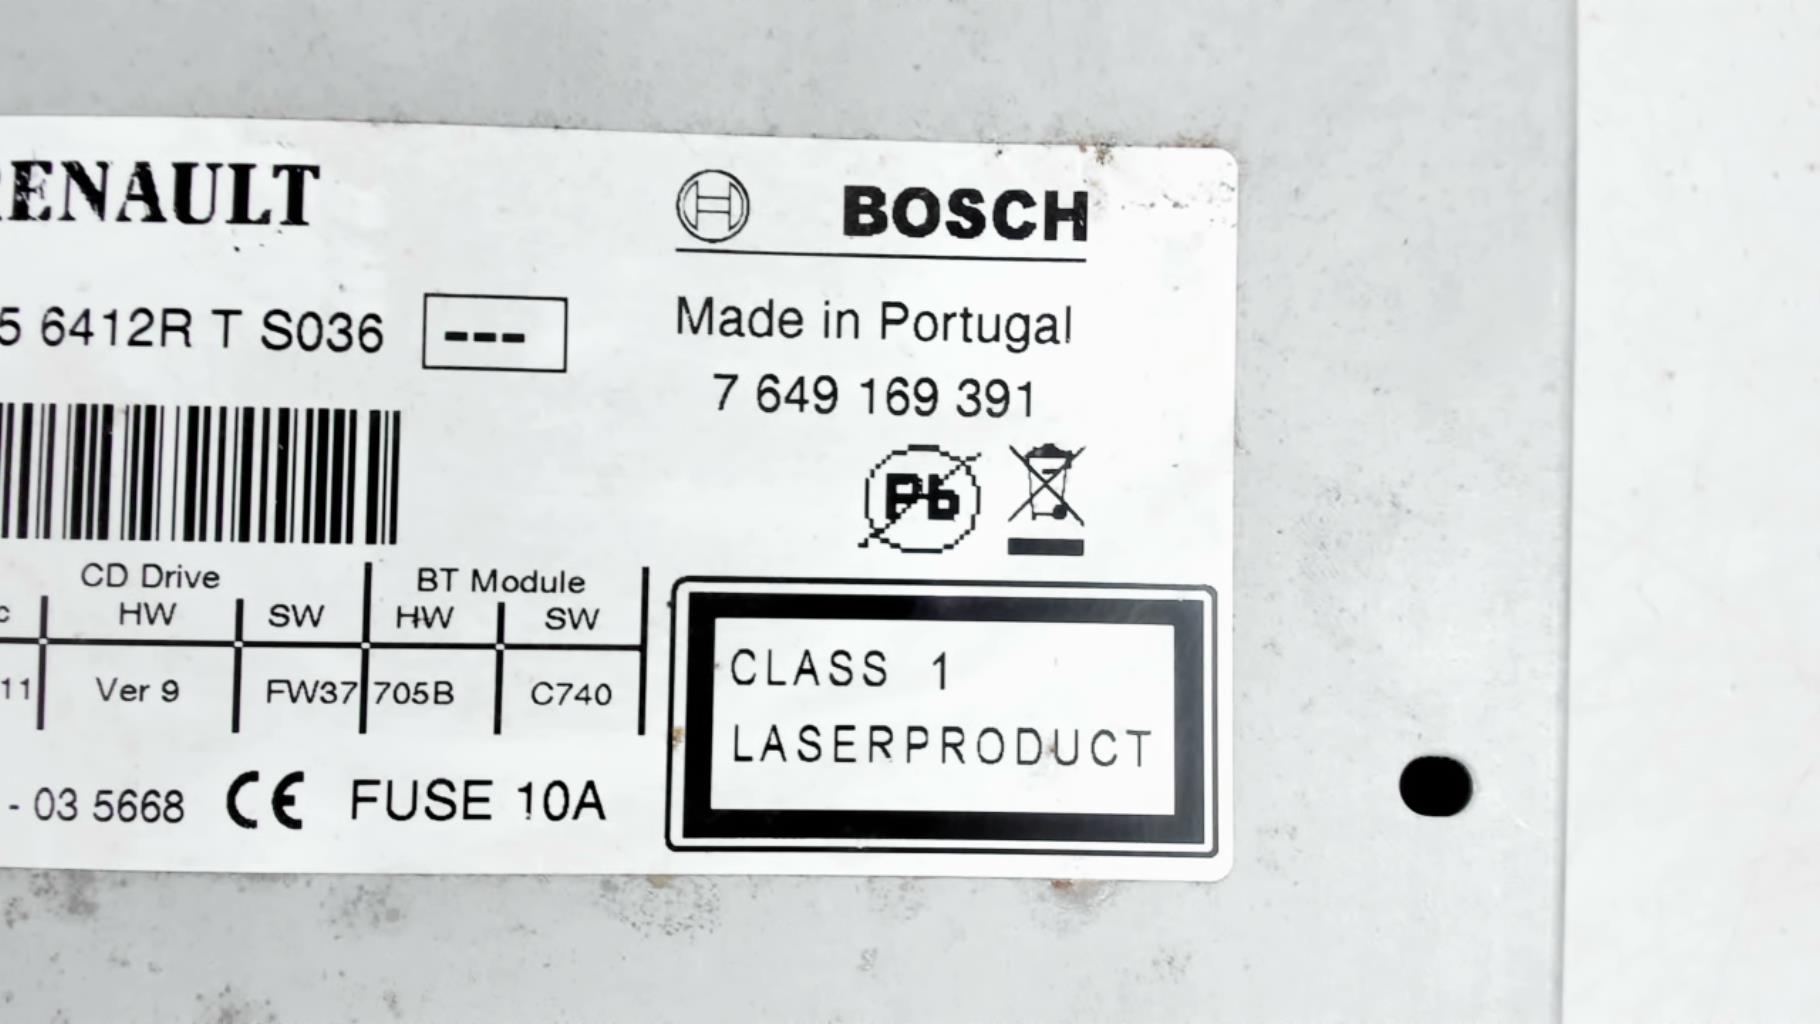 RENAULT
BOSCH
5 6412R T S036
---
Made in Portugal
7 649 169 391
Pb
CD Drive
BT Module
c
HW
SW
HW
SW
11
Ver 9
FW37
705B
C740
CLASS 1
LASERPRODUCT
- 03 5668 CE FUSE 10A